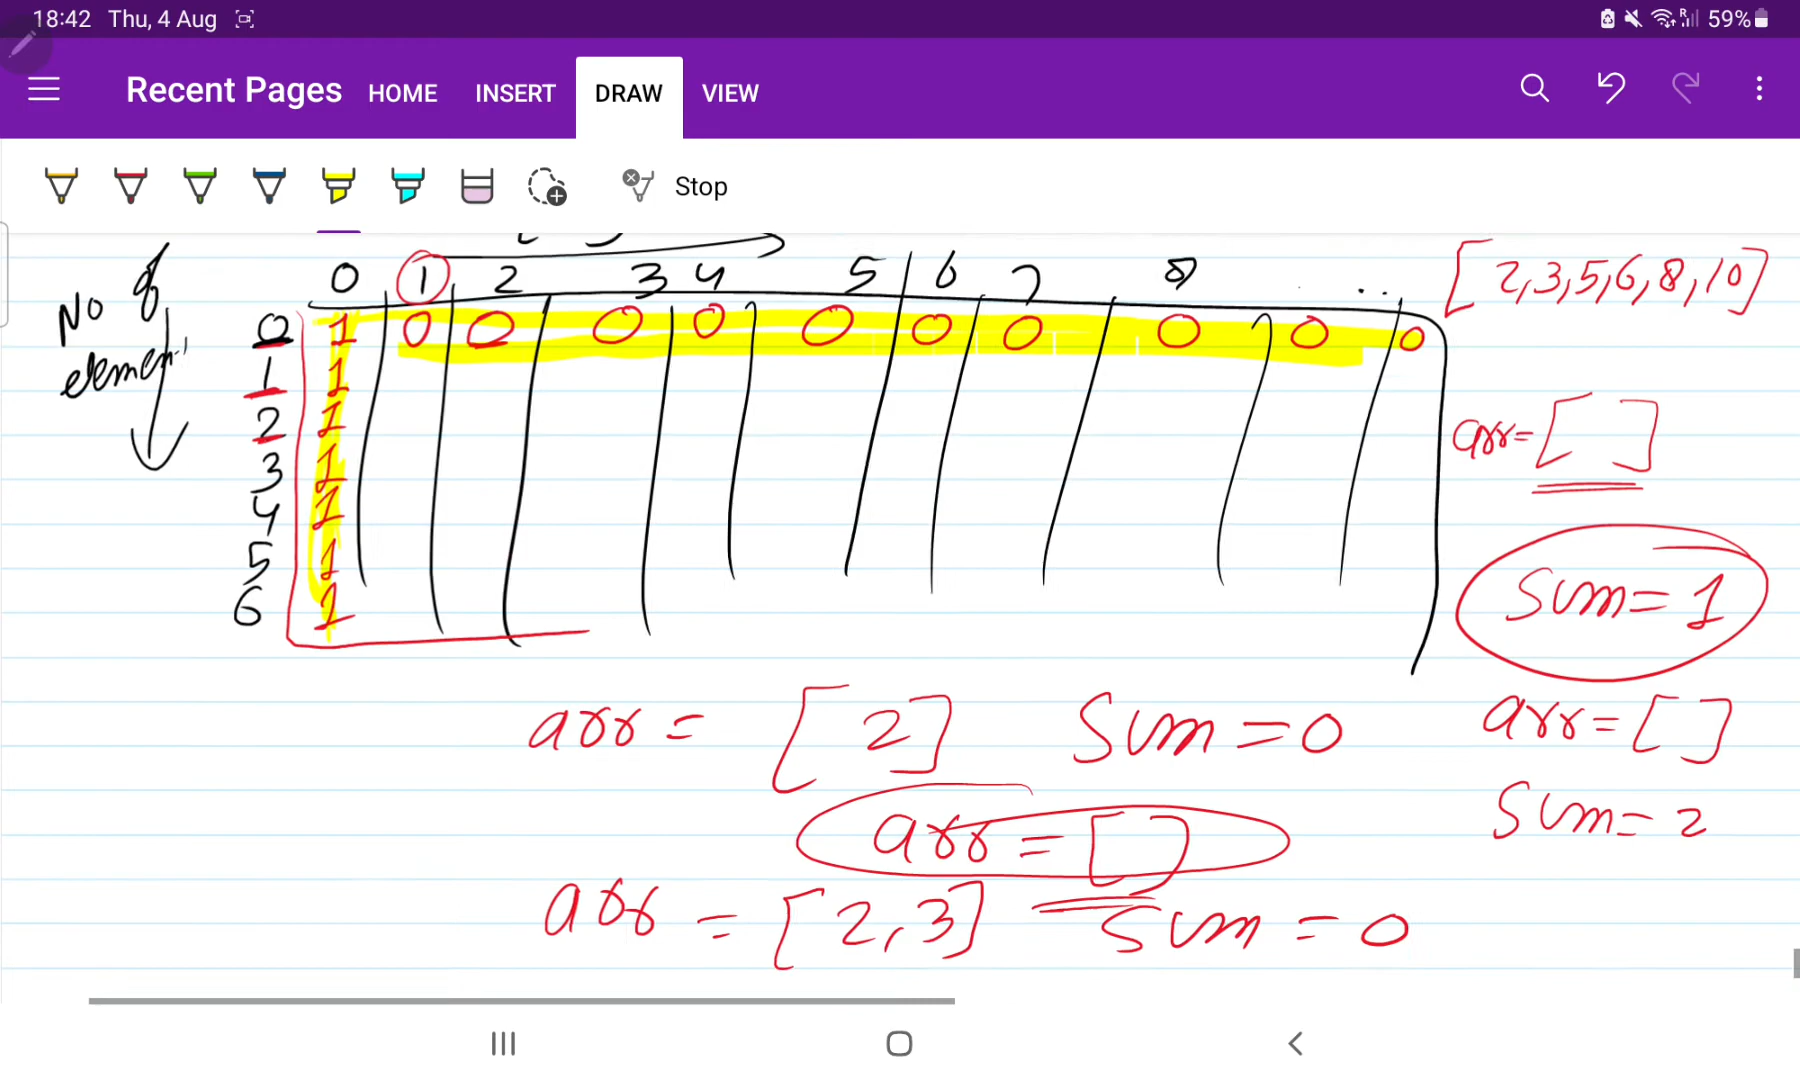 18:42 Thu, 4 Aug 59%
Recent Pages HOME INSERT DRAW VIEW
Stop
No of
element
0 1 2 3 4 5 6 7 8 ..
[2,3,5,6,8,10]
0 1 0 0 0 0 0 0 0 0 0 0
1 1
2 1
3 1
4 1
5 1
6 1
arr=[ ]
Sum=1
arr = [2] Sum=0
arr=[ ]
Sum=2
arr=[ ]
arr = [2,3] Sum=0